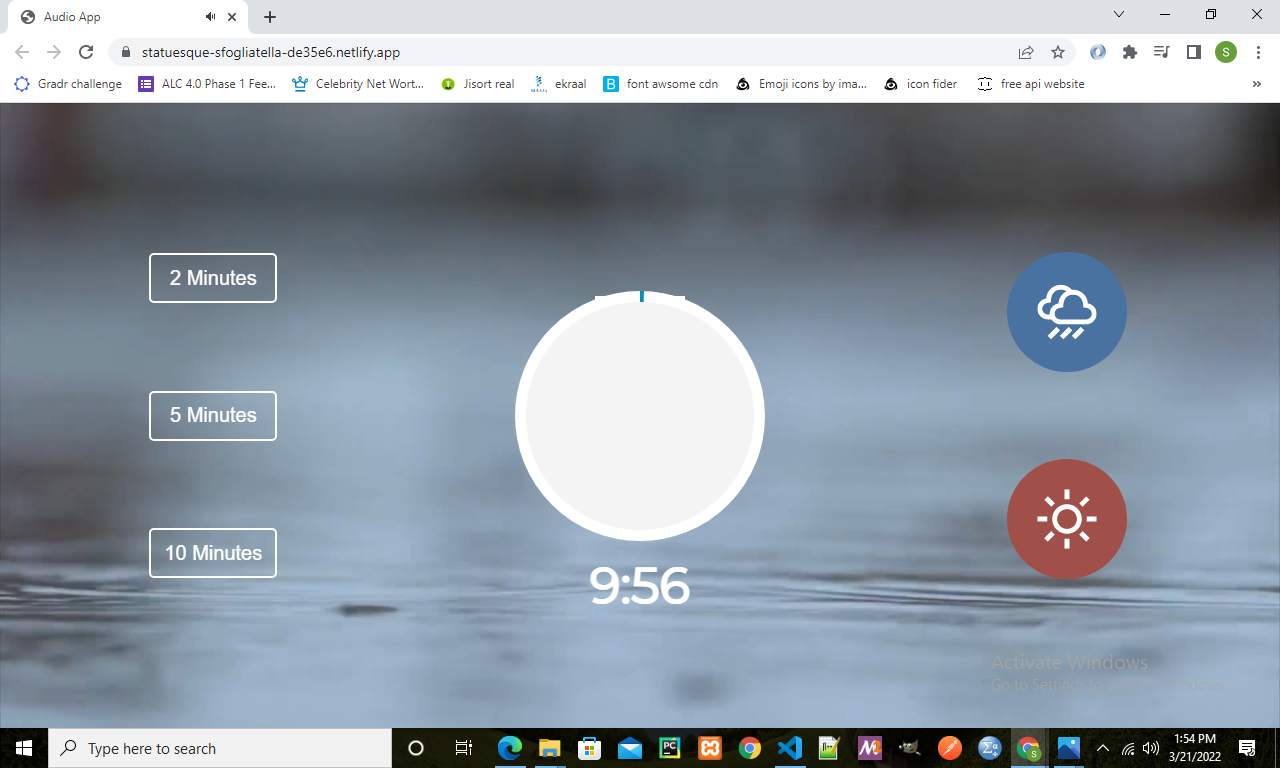 Audio App
statuesque-sfogliatella-de35e6.netlify.app
S
Gradr challenge
ALC 4.0 Phase 1 Fee...
Celebrity Net Wort...
Jisort real
ekraal
B
font awsome cdn
Emoji icons by ima...
icon fider
free api website
»
2 Minutes
5 Minutes
10 Minutes
9:56
Activate Windows
Go to Settings to activate Windows.
Type here to search
PC
S
1:54 PM
3/21/2022